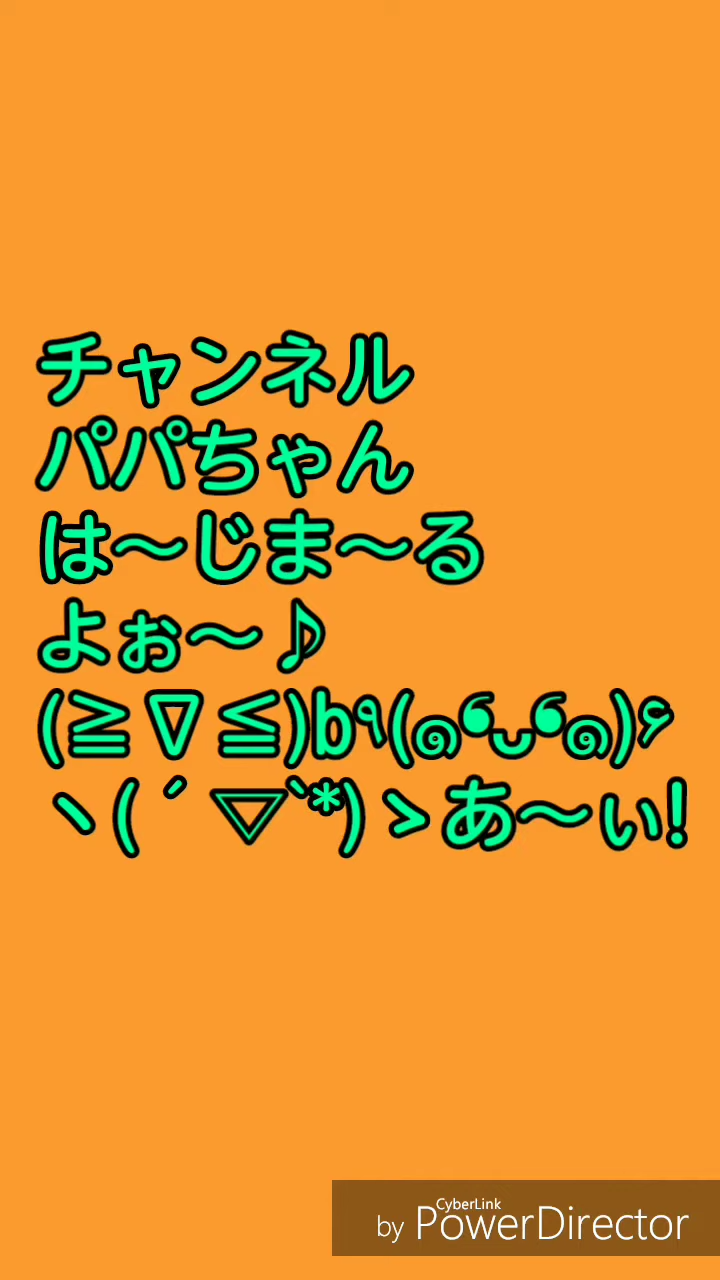 チャンネル
パパちゃん
は〜じま〜る
よぉ〜♪
(≧∇≦)b٩(๑❛ᴗ❛๑)۶
ヽ(´▽`*)ゝあ〜ぃ!
CyberLink
by PowerDirector